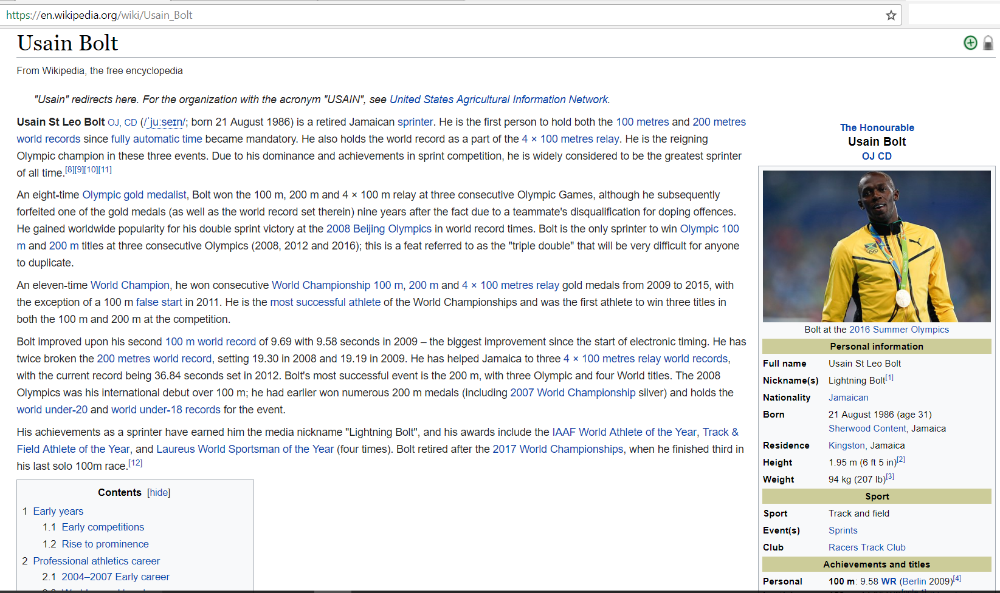 https://en.wikipedia.org/wiki/Usain_Bolt
Usain Bolt
From Wikipedia, the free encyclopedia
"Usain" redirects here. For the organization with the acronym "USAIN", see United States Agricultural Information Network.
Usain St Leo Bolt OJ, CD (/ˈjuːseɪn/; born 21 August 1986) is a retired Jamaican sprinter. He is the first person to hold both the 100 metres and 200 metres
world records since fully automatic time became mandatory. He also holds the world record as a part of the 4 × 100 metres relay. He is the reigning
Olympic champion in these three events. Due to his dominance and achievements in sprint competition, he is widely considered to be the greatest sprinter
of all time.[8][9][10][11]
An eight-time Olympic gold medalist, Bolt won the 100 m, 200 m and 4 × 100 m relay at three consecutive Olympic Games, although he subsequently
forfeited one of the gold medals (as well as the world record set therein) nine years after the fact due to a teammate's disqualification for doping offences.
He gained worldwide popularity for his double sprint victory at the 2008 Beijing Olympics in world record times. Bolt is the only sprinter to win Olympic 100
m and 200 m titles at three consecutive Olympics (2008, 2012 and 2016); this is a feat referred to as the "triple double" that will be very difficult for anyone
to duplicate.
An eleven-time World Champion, he won consecutive World Championship 100 m, 200 m and 4 × 100 metres relay gold medals from 2009 to 2015, with
the exception of a 100 m false start in 2011. He is the most successful athlete of the World Championships and was the first athlete to win three titles in
both the 100 m and 200 m at the competition.
Bolt improved upon his second 100 m world record of 9.69 with 9.58 seconds in 2009 – the biggest improvement since the start of electronic timing. He has
twice broken the 200 metres world record, setting 19.30 in 2008 and 19.19 in 2009. He has helped Jamaica to three 4 × 100 metres relay world records,
with the current record being 36.84 seconds set in 2012. Bolt's most successful event is the 200 m, with three Olympic and four World titles. The 2008
Olympics was his international debut over 100 m; he had earlier won numerous 200 m medals (including 2007 World Championship silver) and holds the
world under-20 and world under-18 records for the event.
His achievements as a sprinter have earned him the media nickname "Lightning Bolt", and his awards include the IAAF World Athlete of the Year, Track &
Field Athlete of the Year, and Laureus World Sportsman of the Year (four times). Bolt retired after the 2017 World Championships, when he finished third in
his last solo 100m race.[12]
Contents [hide]
1 Early years
1.1 Early competitions
1.2 Rise to prominence
2 Professional athletics career
2.1 2004–2007 Early career
The Honourable
Usain Bolt
OJ CD
Bolt at the 2016 Summer Olympics
Personal information
Full name Usain St Leo Bolt
Nickname(s) Lightning Bolt[1]
Nationality Jamaican
Born 21 August 1986 (age 31)
Sherwood Content, Jamaica
Residence Kingston, Jamaica
Height 1.95 m (6 ft 5 in)[2]
Weight 94 kg (207 lb)[3]
Sport
Sport Track and field
Event(s) Sprints
Club Racers Track Club
Achievements and titles
Personal 100 m: 9.58 WR (Berlin 2009)[4]